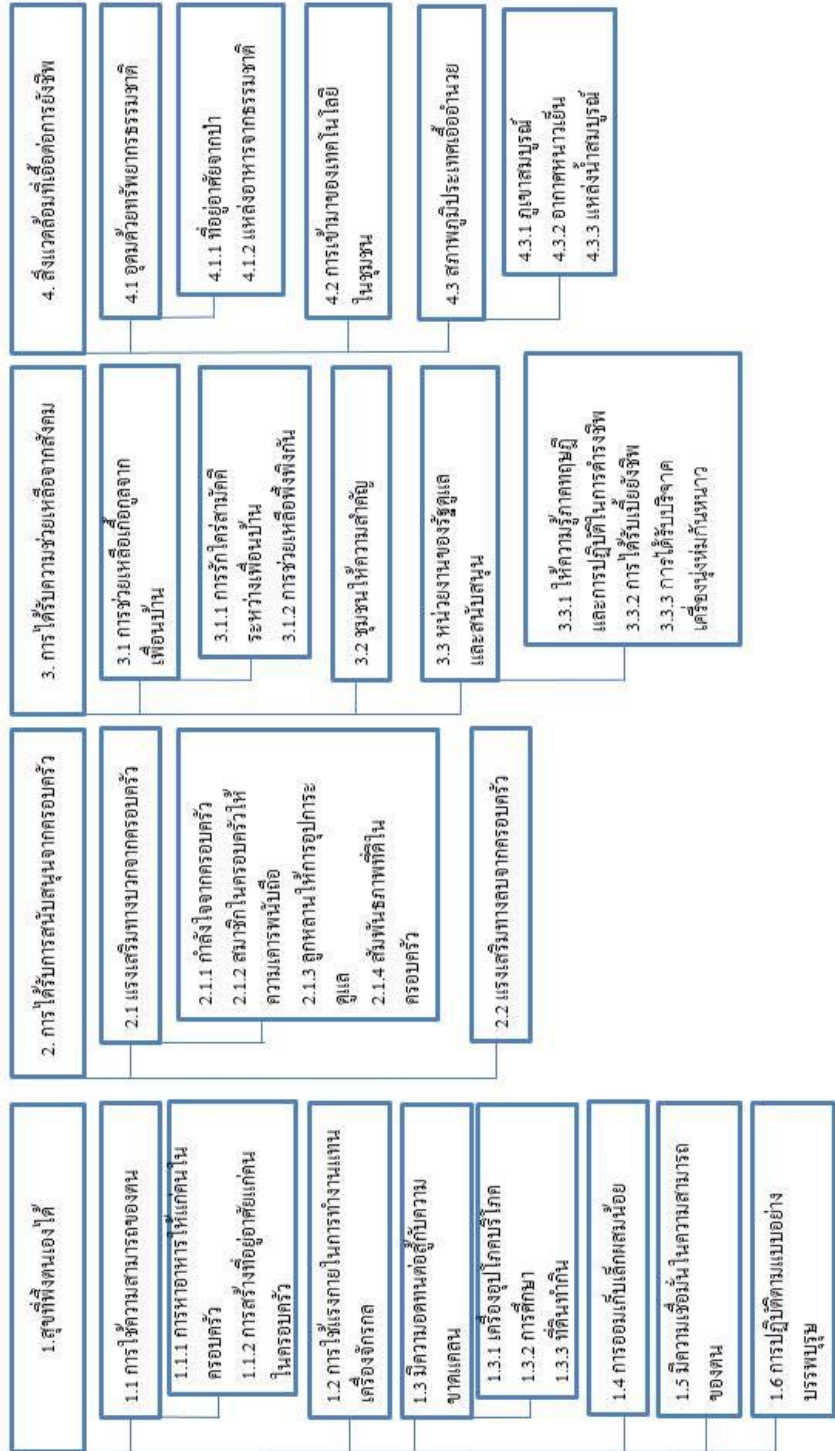 1.สุขที่พึ่งตนเองได้
1.1 การใช้ความสามารถของตน
1.1.1 การหาอาหารให้แก่คนใน
ครอบครัว
1.1.2 การสร้างที่อยู่อาศัยแก่คน
ในครอบครัว
1.2 การใช้แรงกายในการทำงานแทน
เครื่องจักรกล
1.3 มีความอดทนต่อสู้กับความ
ขาดแคลน
1.3.1 เครื่องอุปโภคบริโภค
1.3.2 การศึกษา
1.3.3 ที่ดินทำกิน
1.4 การออมเก็บเล็กผสมน้อย
1.5 มีความเชื่อมั่นในความสามารถ
ของตน
1.6 การปฏิบัติตามแบบอย่าง
บรรพบุรุษ
2. การได้รับการสนับสนุนจากครอบครัว
2.1 แรงเสริมทางบวกจากครอบครัว
2.1.1 กำลังใจจากครอบครัว
2.1.2 สมาชิกในครอบครัวให้
ความเคารพนับถือ
2.1.3 ลูกหลานให้การอุปการะ
ดูแล
2.1.4 สัมพันธภาพที่ดีใน
ครอบครัว
2.2 แรงเสริมทางลบจากครอบครัว
3. การได้รับความช่วยเหลือจากสังคม
3.1 การช่วยเหลือเกื้อกูลจาก
เพื่อนบ้าน
3.1.1 การรักใคร่สามัคคี
ระหว่างเพื่อนบ้าน
3.1.2 การช่วยเหลือพึ่งพิงกัน
3.2 ชุมชนให้ความสำคัญ
3.3 หน่วยงานของรัฐดูแล
และสนับสนุน
3.3.1 ให้ความรู้ภาคทฤษฎี
และการปฏิบัติในการดำรงชีพ
3.3.2 การได้รับเบี้ยยังชีพ
3.3.3 การได้รับบริจาค
เครื่องนุ่งห่มกันหนาว
4. สิ่งแวดล้อมที่เอื้อต่อการยังชีพ
4.1 อุดมด้วยทรัพยากรธรรมชาติ
4.1.1 ที่อยู่อาศัยจากป่า
4.1.2 แหล่งอาหารจากธรรมชาติ
4.2 การเข้ามาของเทคโนโลยี
ในชุมชน
4.3 สภาพภูมิประเทศเอื้ออำนวย
4.3.1 ภูเขาสมบูรณ์
4.3.2 อากาศหนาวเย็น
4.3.3 แหล่งน้ำสมบูรณ์